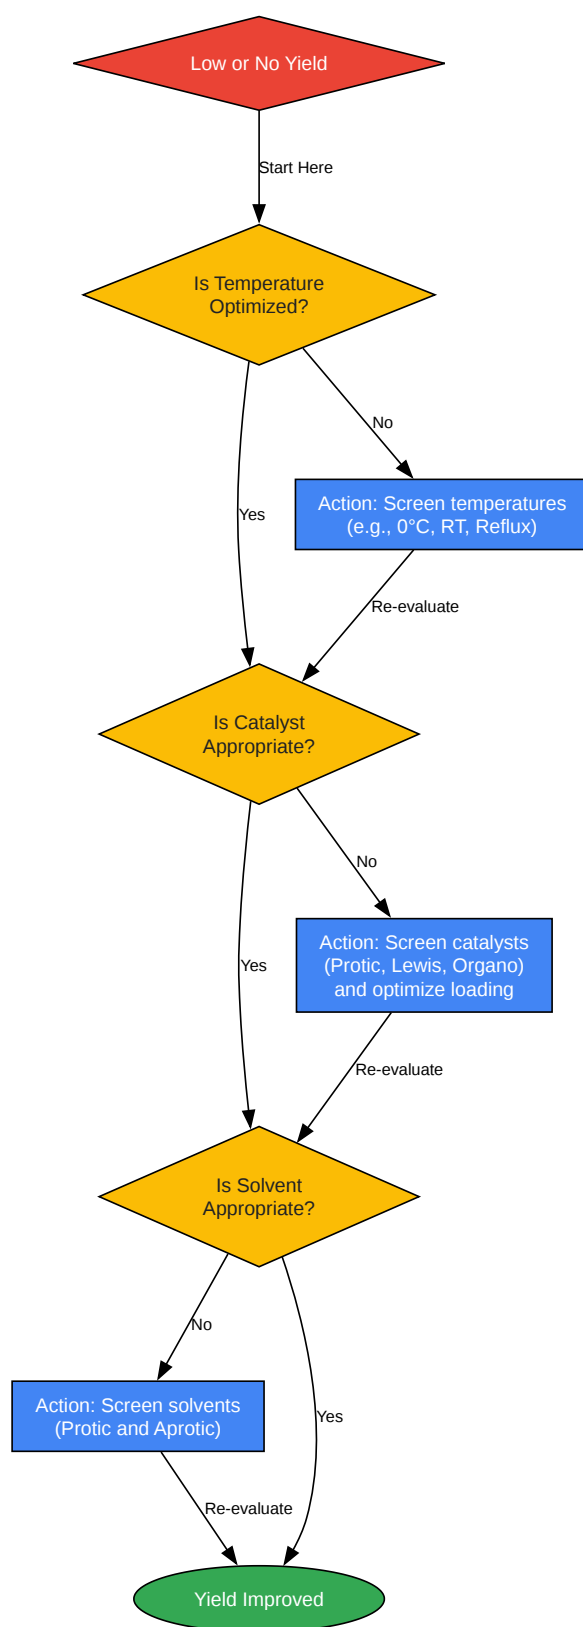 Low or No Yield
Start Here
Is Temperature
Optimized?
No
Yes
Action: Screen temperatures
(e.g., 0°C, RT, Reflux)
Re-evaluate
Is Catalyst
Appropriate?
No
Yes
Action: Screen catalysts
(Protic, Lewis, Organo)
and optimize loading
Re-evaluate
Is Solvent
Appropriate?
No
Yes
Action: Screen solvents
(Protic and Aprotic)
Re-evaluate
Yield Improved